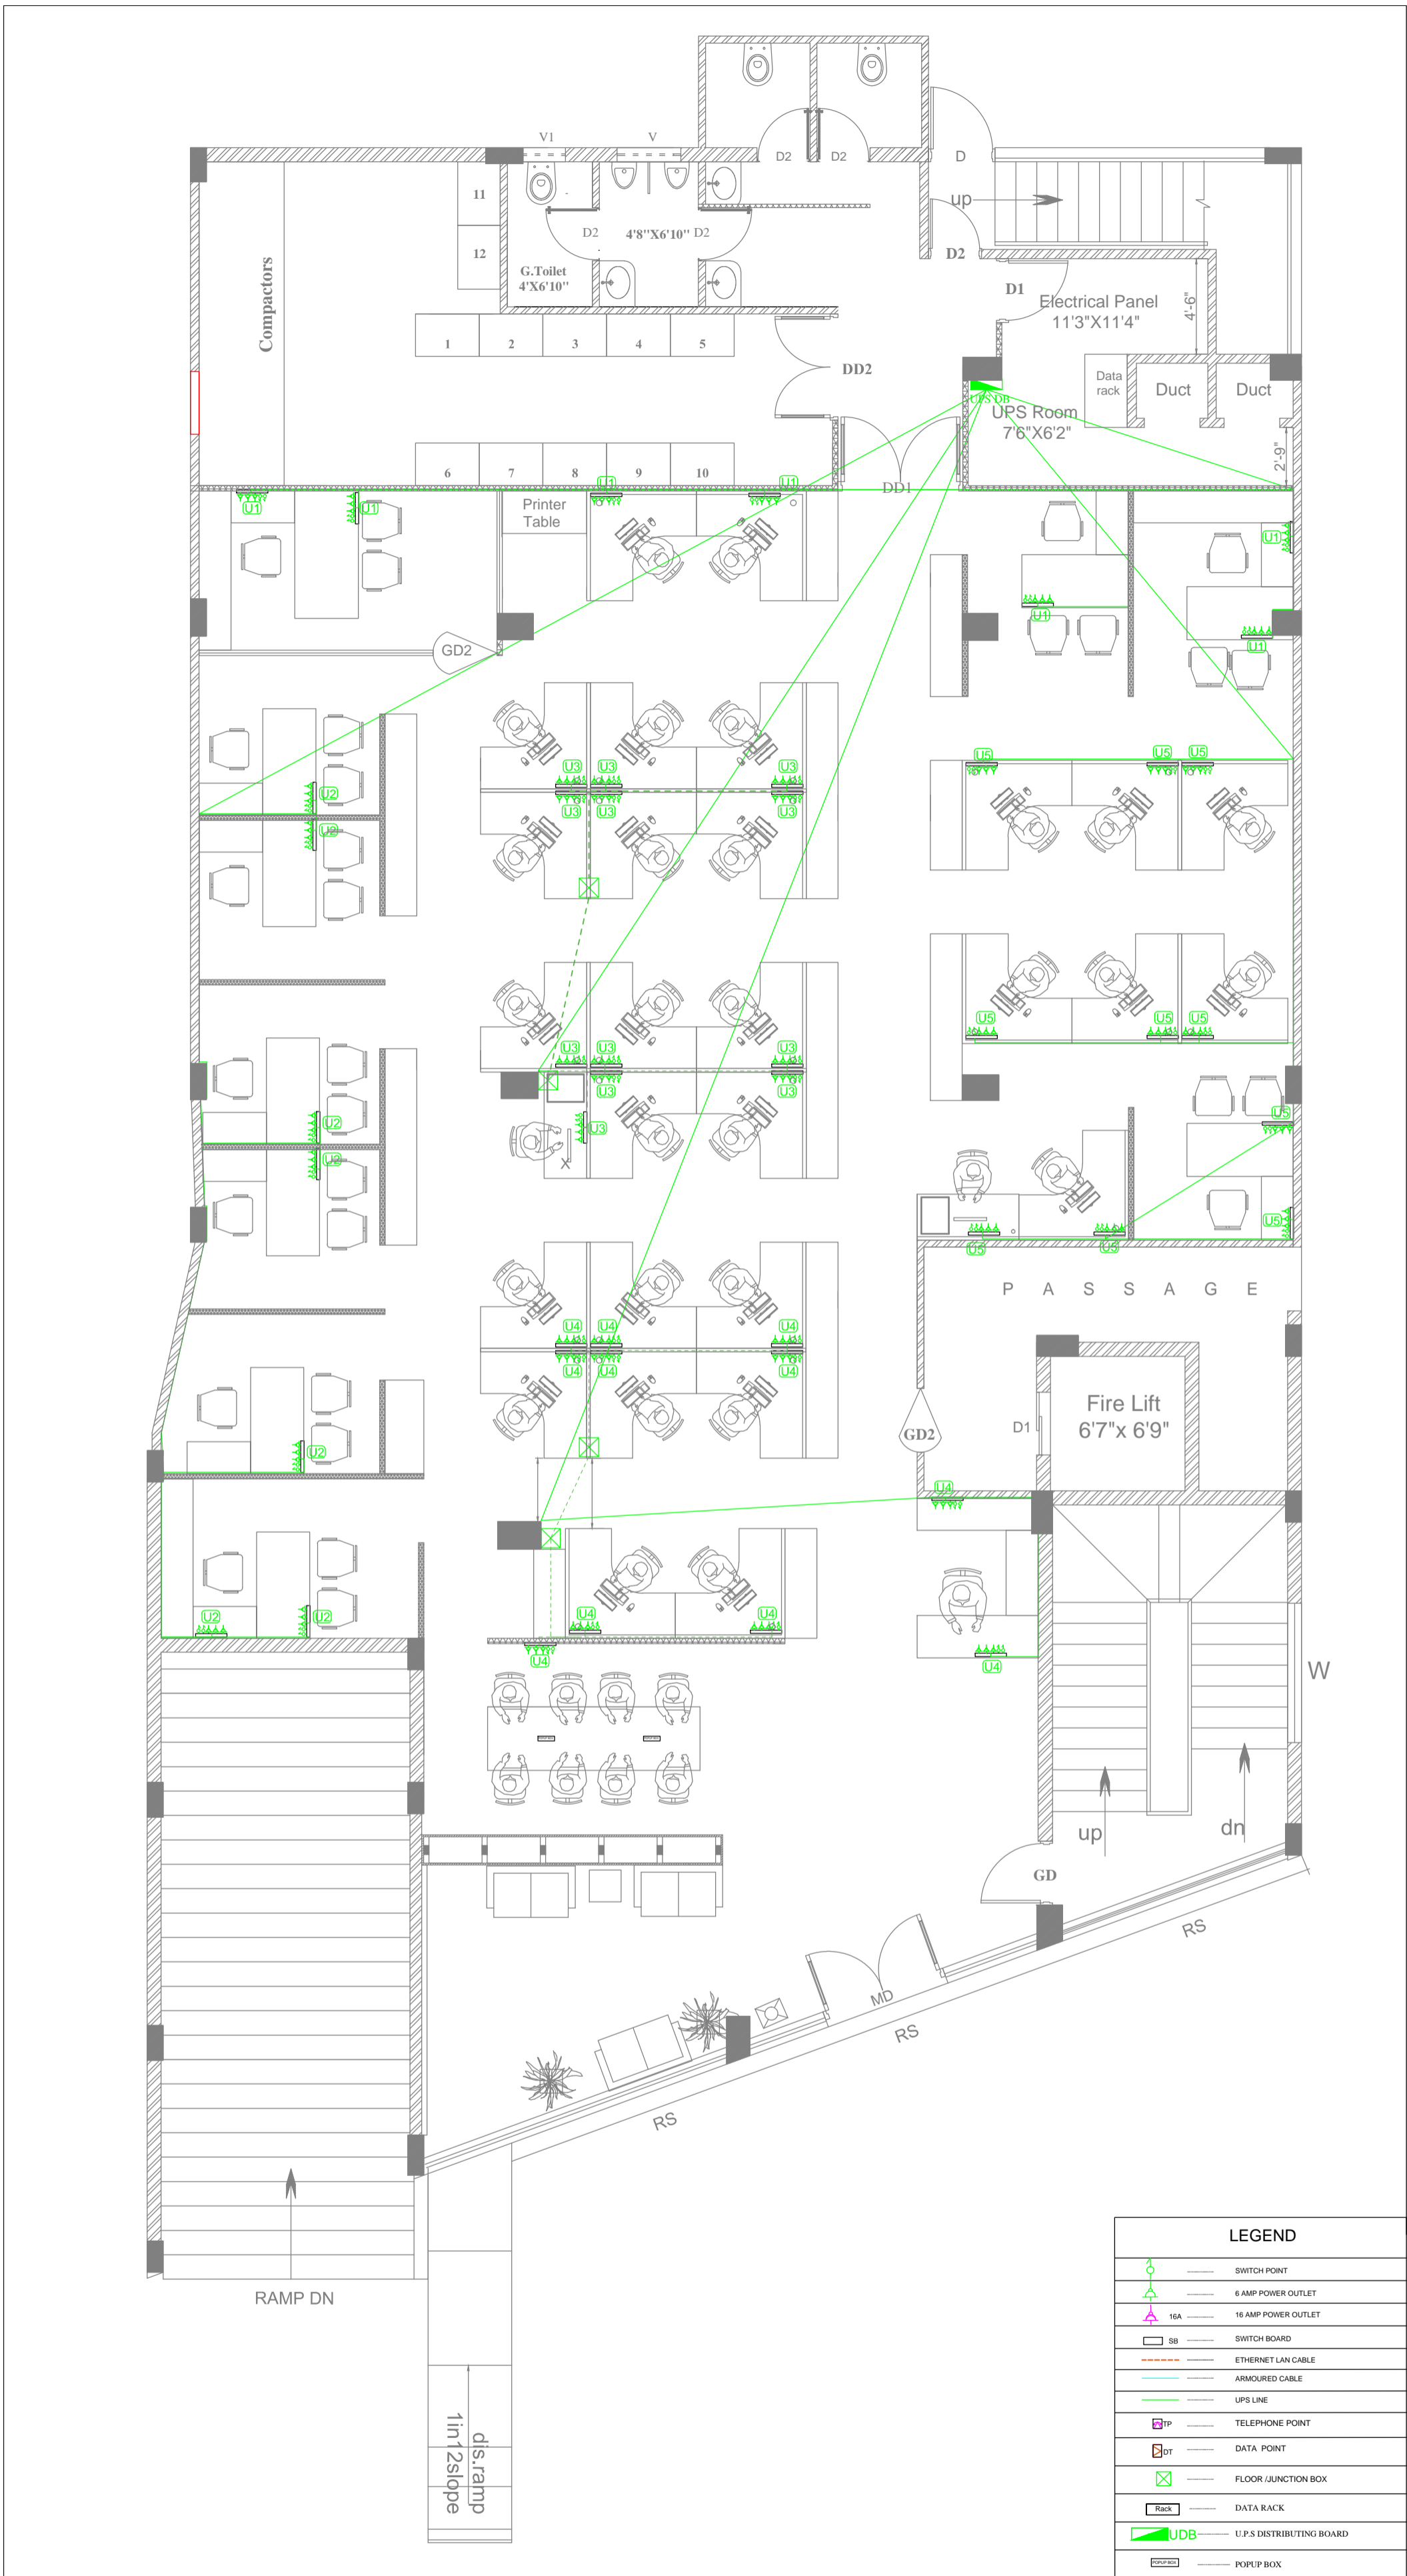 V1
V
D2
D2
D
up
11
12
D2
4'8"X6'10"
D2
G.Toilet
4'X6'10"
D2
D1
Electrical Panel
11'3"X11'4"
4'-6"
Compactors
1
2
3
4
5
DD2
Data
rack
Duct
Duct
UPS DB
UPS Room
7'6"X6'2"
2'-9"
6
7
8
9
10
DD1
U1
U1
U1
U1
Printer
Table
U1
U1
U1
GD2
U5
U5
U5
U3
U3
U3
U2
U3
U3
U3
U2
U5
U5
U5
U3
U3
U3
U3
U3
U3
U2
U2
X
U5
U5
U5
U5
P A S S A G E
U4
U4
U4
U4
U4
U4
Fire Lift
6'7"x 6'9"
D1
GD2
U2
U4
U2
U2
U4
U4
U4
U4
W
POPUP BOX
POPUP BOX
up
dn
GD
RS
MD
RS
RS
RAMP DN
dis.ramp
1in12slope
LEGEND
SWITCH POINT
6 AMP POWER OUTLET
16A 16 AMP POWER OUTLET
SB SWITCH BOARD
ETHERNET LAN CABLE
ARMOURED CABLE
UPS LINE
TP TELEPHONE POINT
DT DATA POINT
FLOOR /JUNCTION BOX
Rack DATA RACK
UDB U.P.S DISTRIBUTING BOARD
POPUP BOX POPUP BOX